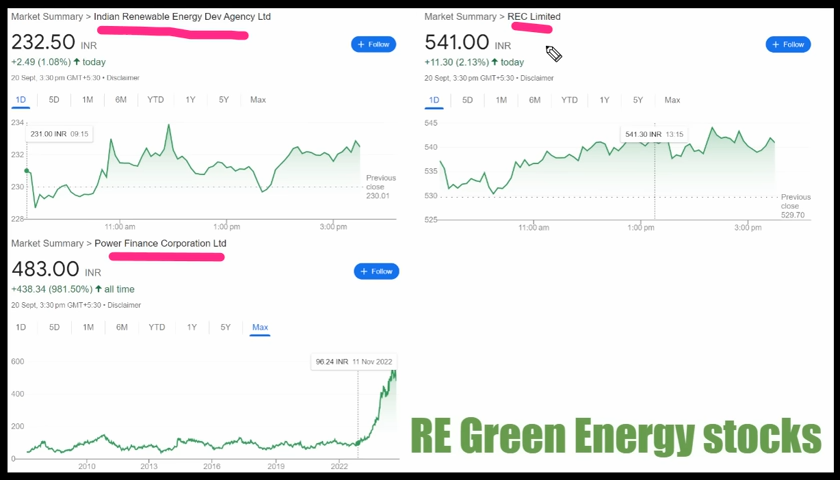 Market Summary > Indian Renewable Energy Dev Agency Ltd
232.50 INR
+ Follow
+2.49 (1.08%) ↑ today
20 Sept, 3:30 pm GMT+5:30 • Disclaimer
1D 5D 1M 6M YTD 1Y 5Y Max
234
231.00 INR 09:15
232
230
Previous
close
230.01
228
11:00 am 1:00 pm 3:00 pm
Market Summary > REC Limited
541.00 INR
+ Follow
+11.30 (2.13%) ↑ today
20 Sept, 3:30 pm GMT+5:30 • Disclaimer
1D 5D 1M 6M YTD 1Y 5Y Max
545
541.30 INR 13:15
540
535
530
Previous
close
529.70
525
11:00 am 1:00 pm 3:00 pm
Market Summary > Power Finance Corporation Ltd
483.00 INR
+ Follow
+438.34 (981.50%) ↑ all time
20 Sept, 3:30 pm GMT+5:30 • Disclaimer
1D 5D 1M 6M YTD 1Y 5Y Max
600
96.24 INR 11 Nov 2022
400
200
0
2010 2013 2016 2019 2022
RE Green Energy stocks